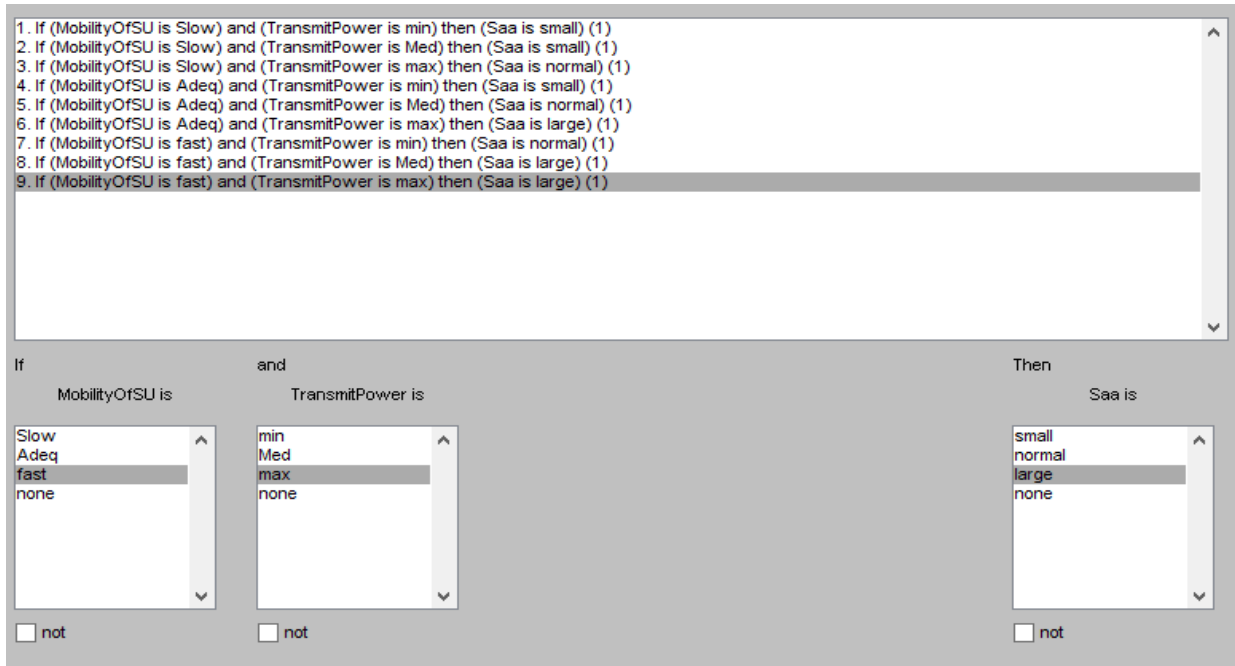 1. If (MobilityOfSU is Slow) and (TransmitPower is min) then (Saa is small) (1)
2. If (MobilityOfSU is Slow) and (TransmitPower is Med) then (Saa is small) (1)
3. If (MobilityOfSU is Slow) and (TransmitPower is max) then (Saa is normal) (1)
4. If (MobilityOfSU is Adeq) and (TransmitPower is min) then (Saa is small) (1)
5. If (MobilityOfSU is Adeq) and (TransmitPower is Med) then (Saa is normal) (1)
6. If (MobilityOfSU is Adeq) and (TransmitPower is max) then (Saa is large) (1)
7. If (MobilityOfSU is fast) and (TransmitPower is min) then (Saa is normal) (1)
8. If (MobilityOfSU is fast) and (TransmitPower is Med) then (Saa is large) (1)
9. If (MobilityOfSU is fast) and (TransmitPower is max) then (Saa is large) (1)
If and Then
MobilityOfSU is TransmitPower is Saa is
Slow min small
Adeq Med normal
fast max large
none none none
not not not